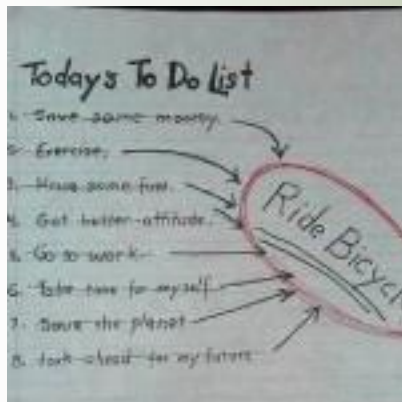 Todays To Do List
1. Save some money.
2. Exercise.
3. Have some fun.
4. Get better attitude.
5. Go to work
6. Take time for myself
7. Save the planet
8. look ahead for my future
Ride Bicycl